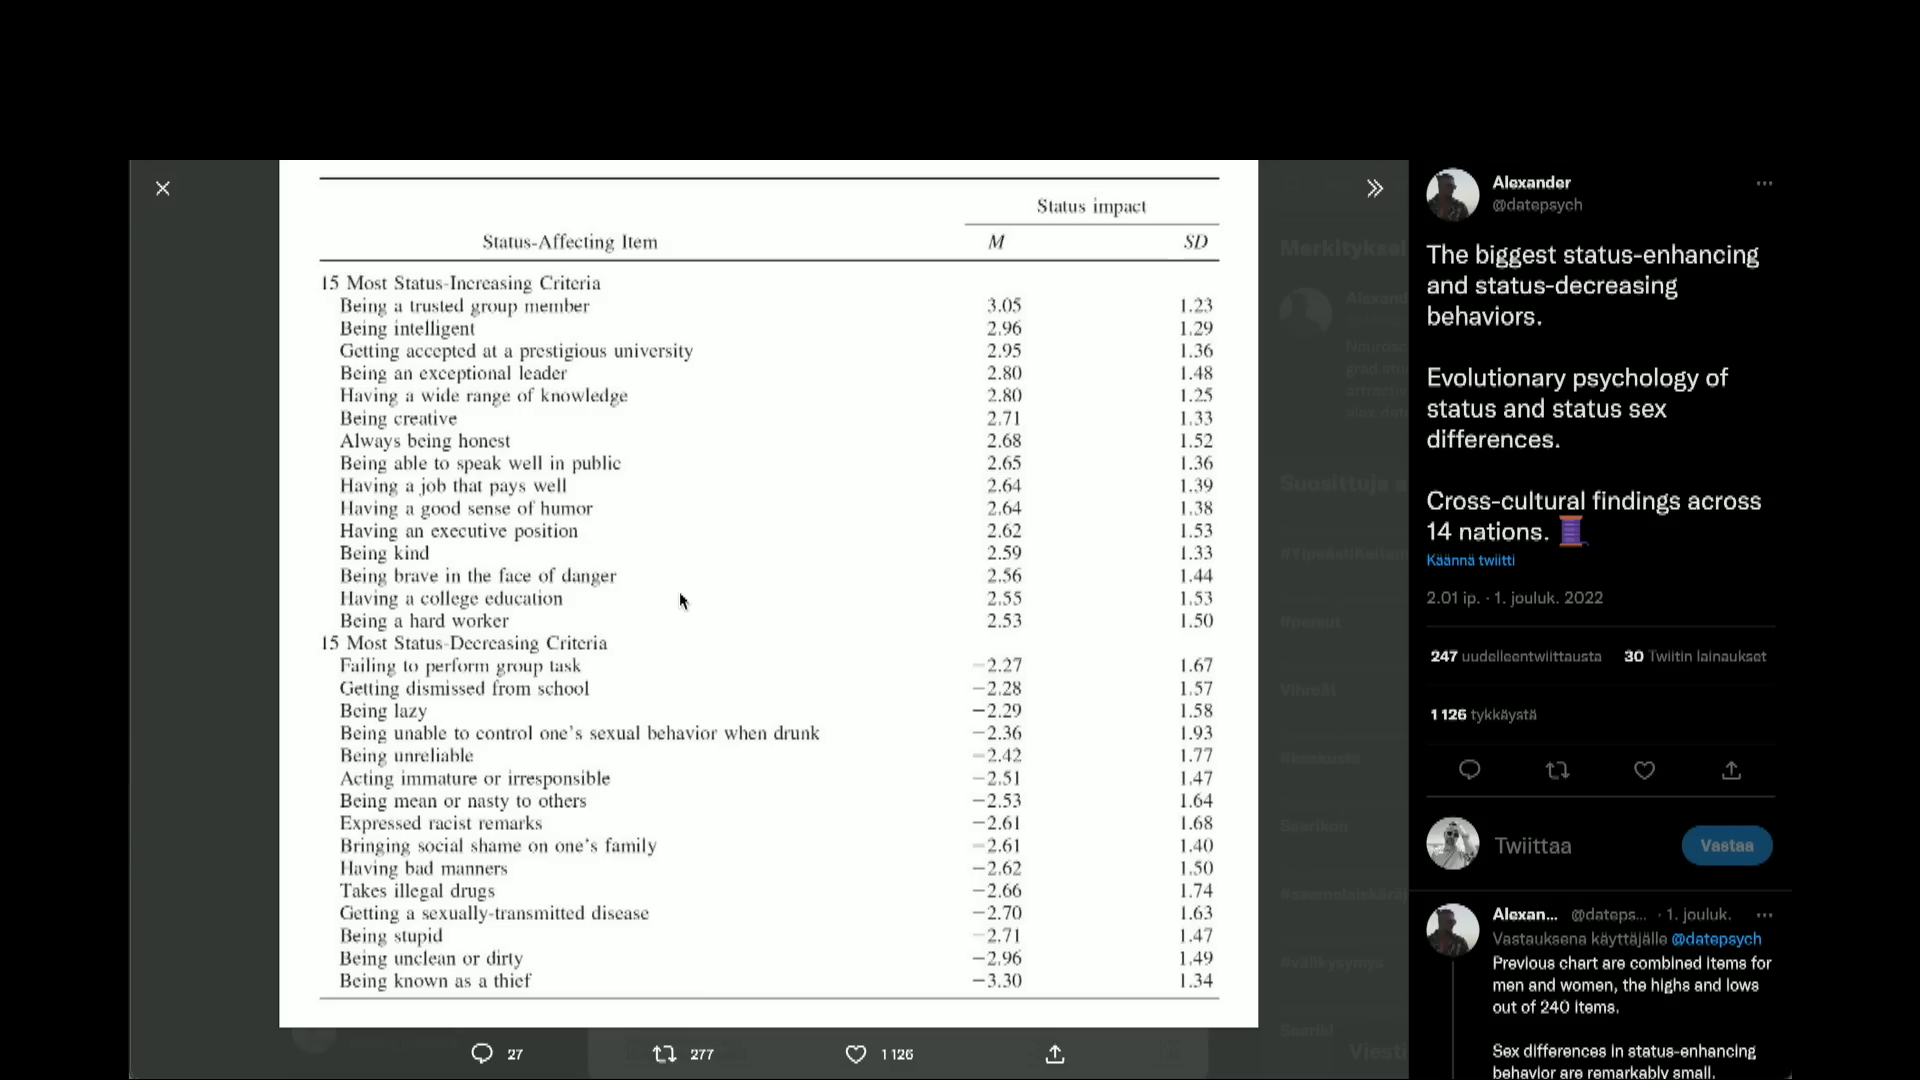 Status impact
Status-Affecting Item M SD
15 Most Status-Increasing Criteria
Being a trusted group member 3.05 1.23
Being intelligent 2.96 1.29
Getting accepted at a prestigious university 2.95 1.36
Being an exceptional leader 2.80 1.48
Having a wide range of knowledge 2.80 1.25
Being creative 2.71 1.33
Always being honest 2.68 1.52
Being able to speak well in public 2.65 1.36
Having a job that pays well 2.64 1.39
Having a good sense of humor 2.64 1.38
Having an executive position 2.62 1.53
Being kind 2.59 1.33
Being brave in the face of danger 2.56 1.44
Having a college education 2.55 1.53
Being a hard worker 2.53 1.50
15 Most Status-Decreasing Criteria
Failing to perform group task −2.27 1.67
Getting dismissed from school −2.28 1.57
Being lazy −2.29 1.58
Being unable to control one's sexual behavior when drunk −2.36 1.93
Being unreliable −2.42 1.77
Acting immature or irresponsible −2.51 1.47
Being mean or nasty to others −2.53 1.64
Expressed racist remarks −2.61 1.68
Bringing social shame on one's family −2.61 1.40
Having bad manners −2.62 1.50
Takes illegal drugs −2.66 1.74
Getting a sexually-transmitted disease −2.70 1.63
Being stupid −2.71 1.47
Being unclean or dirty −2.96 1.49
Being known as a thief −3.30 1.34
27 277 1 126
Merkityksel
Alexand
Suosittuja a
#persut
Vihreät
#keskusta
Saarikon
#välikysymys
Viesti
Alexander
@datepsych
The biggest status-enhancing
and status-decreasing
behaviors.
Evolutionary psychology of
status and status sex
differences.
Cross-cultural findings across
14 nations.
Käännä twiitti
2.01 ip. · 1. jouluk. 2022
247 uudelleentwiittausta 30 Twiitin lainaukset
1 126 tykkäystä
Twiittaa Vastaa
Alexan... @dateps... · 1. jouluk.
Vastauksena käyttäjälle @datepsych
Previous chart are combined items for
men and women, the highs and lows
out of 240 items.
Sex differences in status-enhancing
behavior are remarkably small.